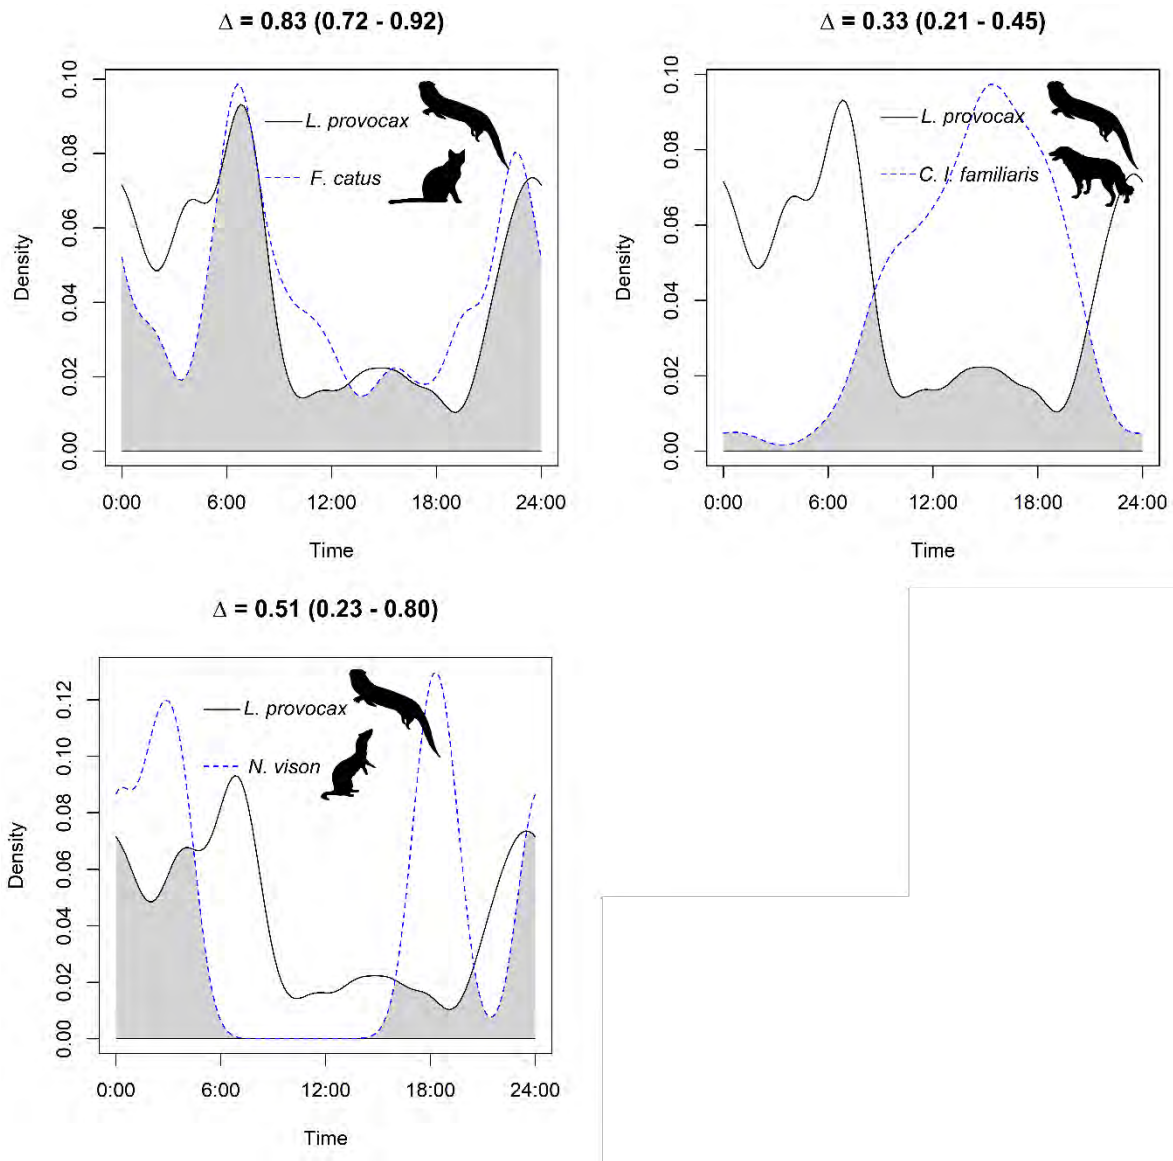 Δ = 0.83 (0.72 - 0.92)
L. provocax
F. catus
Density
0.00
0.02
0.04
0.06
0.08
0.10
0:00 6:00 12:00 18:00 24:00
Time
Δ = 0.33 (0.21 - 0.45)
L. provocax
C. l. familiaris
Density
0.00
0.02
0.04
0.06
0.08
0.10
0:00 6:00 12:00 18:00 24:00
Time
Δ = 0.51 (0.23 - 0.80)
L. provocax
N. vison
Density
0.00
0.02
0.04
0.06
0.08
0.10
0.12
0:00 6:00 12:00 18:00 24:00
Time